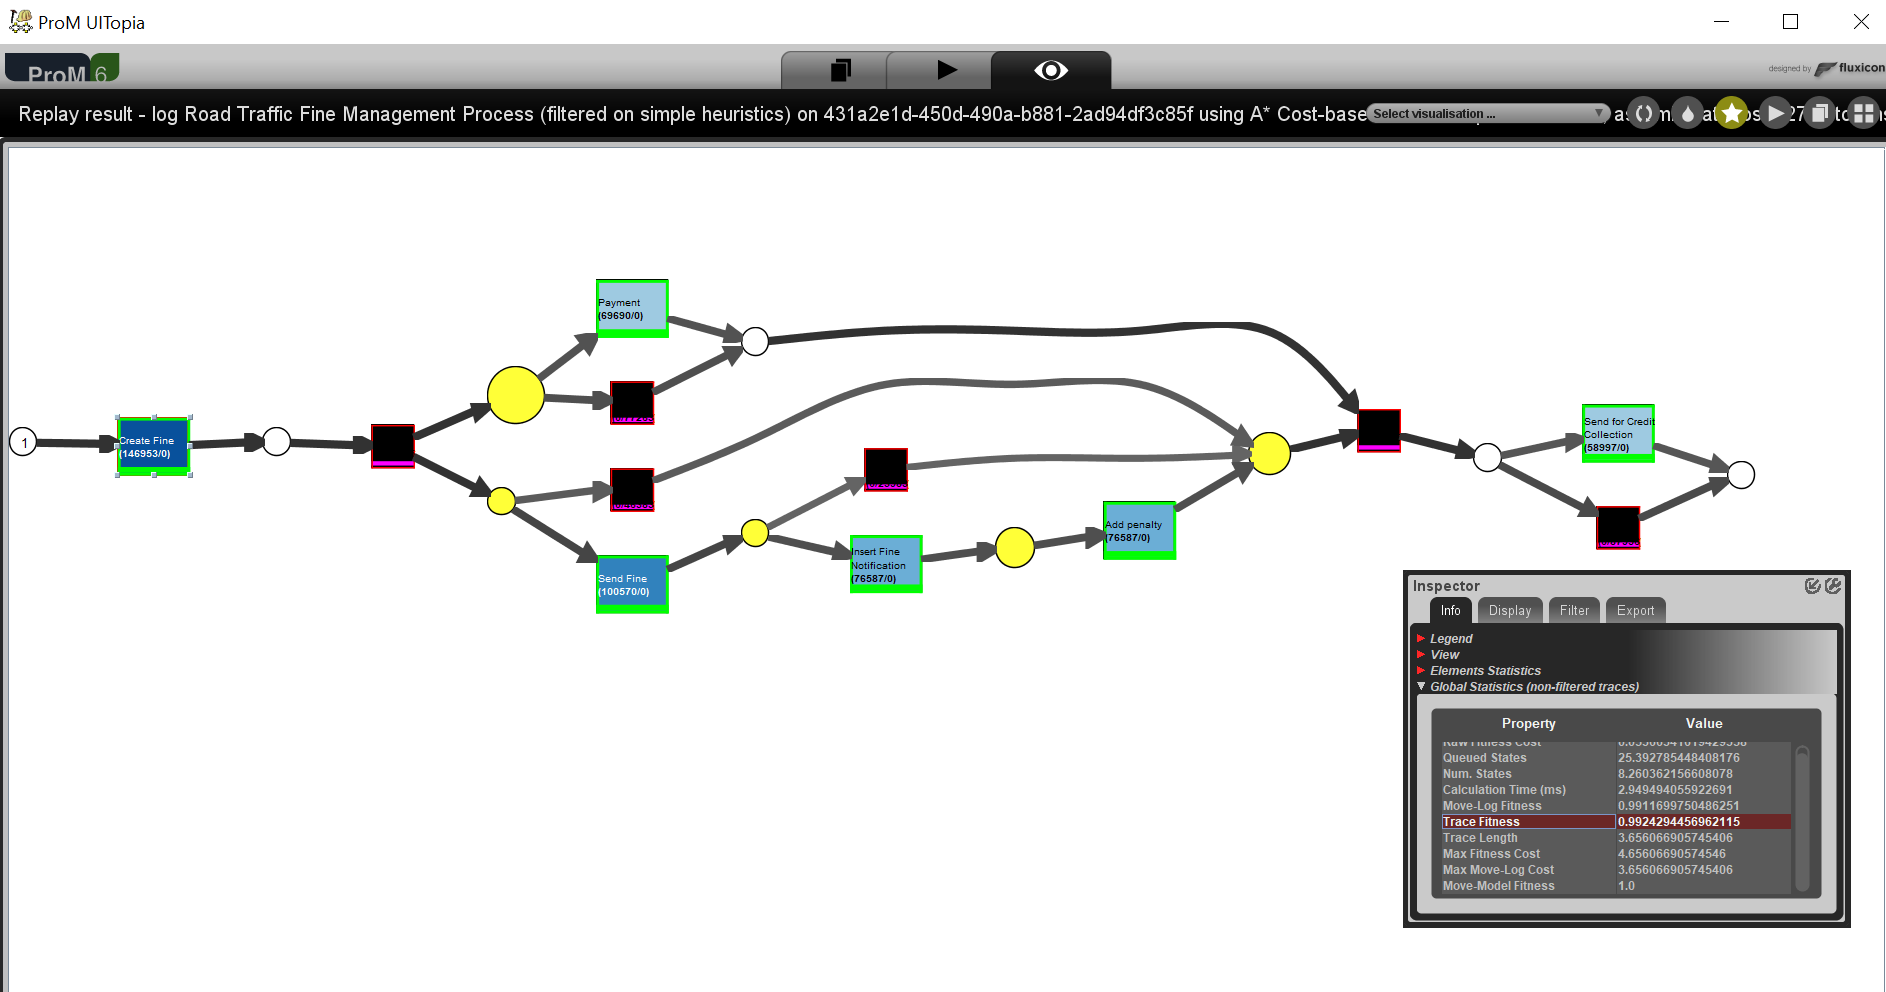 ProM UITopia
ProM 6
designed by fluxicon
Replay result - log Road Traffic Fine Management Process (filtered on simple heuristics) on 431a2e1d-450d-490a-b881-2ad94df3c85f using A* Cost-base
Select visualisation ...
Payment
(69690/0)
Create Fine
(146953/0)
1
Send Fine
(100570/0)
Insert Fine
Notification
(76587/0)
Add penalty
(76587/0)
Send for Credit
Collection
(58997/0)
Inspector
Info Display Filter Export
Legend
View
Elements Statistics
Global Statistics (non-filtered traces)
Property Value
Raw Fitness Cost
Queued States 25.392785448408176
Num. States 8.260362156608078
Calculation Time (ms) 2.949494055922691
Move-Log Fitness 0.9911699750486251
Trace Fitness 0.9924294456962115
Trace Length 3.656066905745406
Max Fitness Cost 4.65606690574546
Max Move-Log Cost 3.656066905745406
Move-Model Fitness 1.0